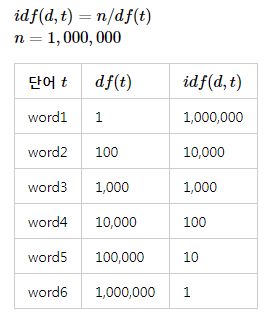 idf(d, t) = n/df(t)
n = 1,000,000
단어 t df(t) idf(d, t)
word1 1 1,000,000
word2 100 10,000
word3 1,000 1,000
word4 10,000 100
word5 100,000 10
word6 1,000,000 1